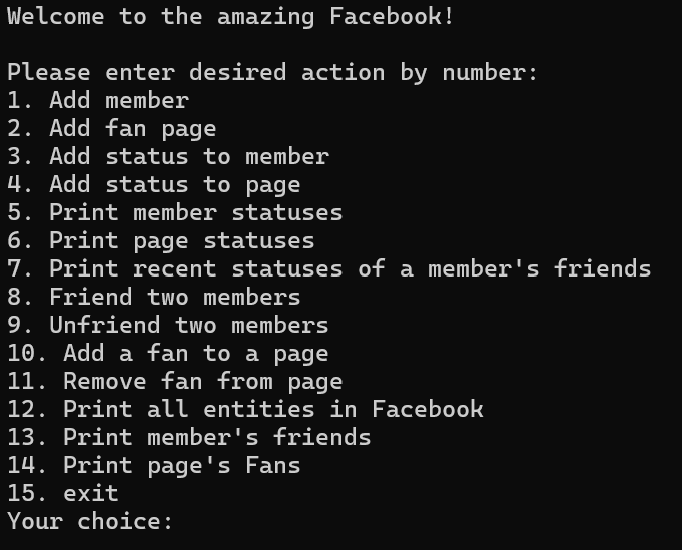 Welcome to the amazing Facebook!
Please enter desired action by number:
1. Add member
2. Add fan page
3. Add status to member
4. Add status to page
5. Print member statuses
6. Print page statuses
7. Print recent statuses of a member's friends
8. Friend two members
9. Unfriend two members
10. Add a fan to a page
11. Remove fan from page
12. Print all entities in Facebook
13. Print member's friends
14. Print page's Fans
15. exit
Your choice: